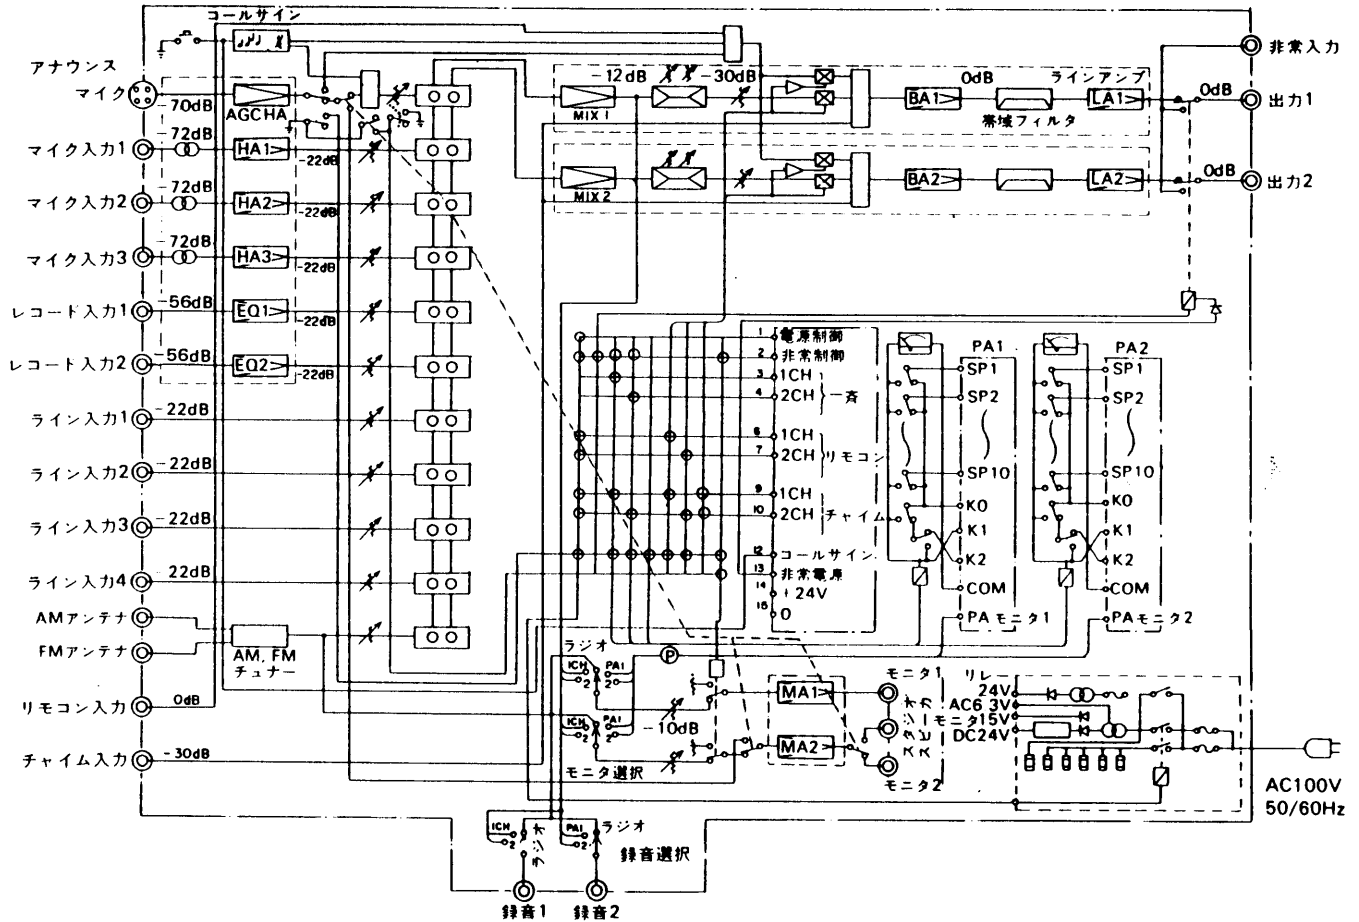 コールサイン
アナウンス
マイク
-70dB
AGCHA
マイク入力1
-72dB
HA1
-22dB
マイク入力2
-72dB
HA2
-22dB
マイク入力3
-72dB
HA3
-22dB
レコード入力1
-56dB
EQ1
-22dB
レコード入力2
-56dB
EQ2
-22dB
ライン入力1
-22dB
ライン入力2
-22dB
ライン入力3
-22dB
ライン入力4
22dB
AMアンテナ
FMアンテナ
AM, FM
チュナー
リモコン入力
0dB
チャイム入力
-30dB
-12dB
-30dB
MIX 1
0dB
ラインアンプ
BA1
帯域フィルタ
LA1
MIX 2
BA2
LA2
非常入力
0dB
出力1
0dB
出力2
1 電源制御
2 非常制御
3 1CH
4 2CH
一斉
6 1CH
7 2CH
リモコン
9 1CH
10 2CH
チャイム
12 コールサイン
13 非常電源
14 +24V
15 0
PA1
SP1
SP2
SP10
K0
K1
K2
COM
PAモニタ1
PA2
SP1
SP2
SP10
K0
K1
K2
COM
PAモニタ2
P
ラジオ
1CH
2
PA1
2
1CH
2
PA1
2
-10dB
モニタ選択
MA1
MA2
モニタ1
スタジオ
スピーカ
モニタ2
リレー
24V
AC6 3V
モニタ15V
DC24V
AC100V
50/60Hz
1CH
2
ラジオ
PA1
2
ラジオ
録音選択
録音1
録音2